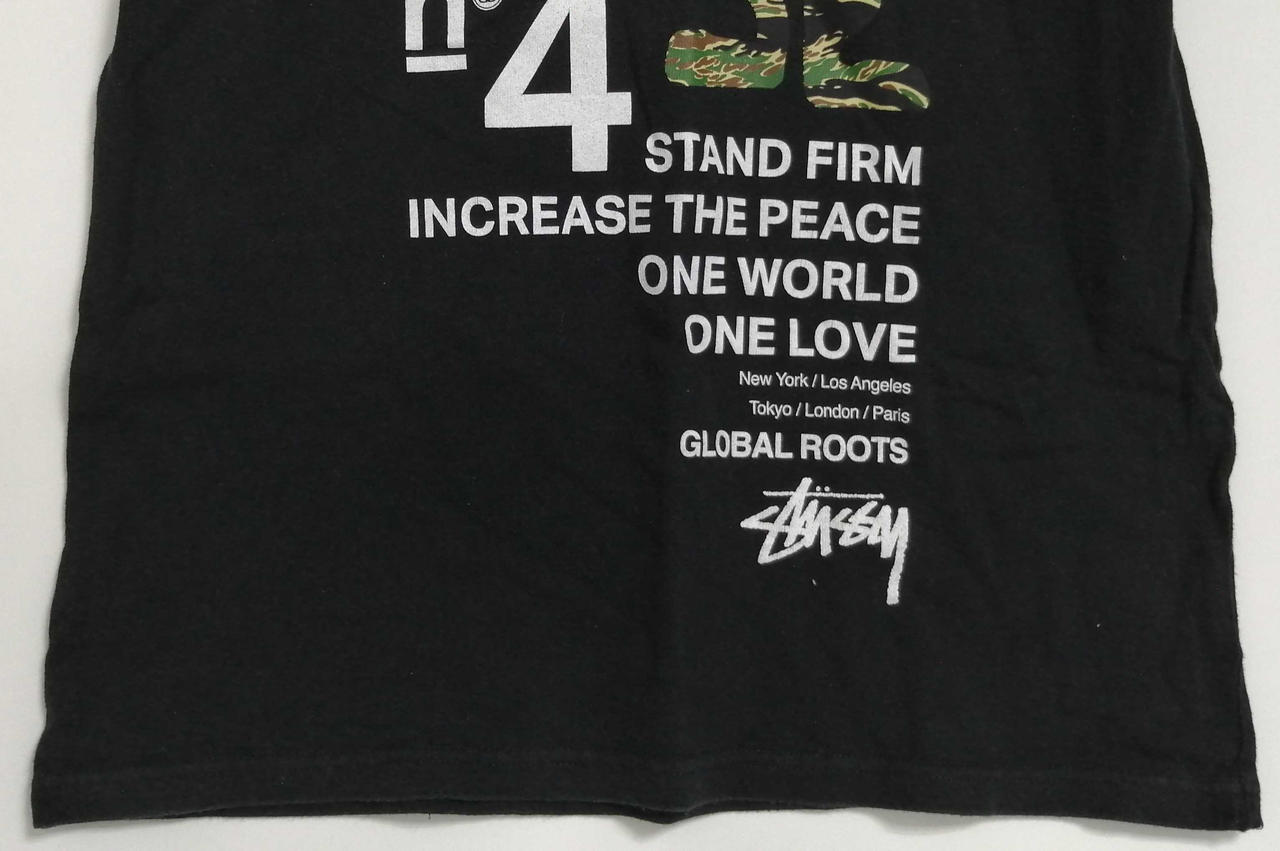 4
STAND FIRM
INCREASE THE PEACE
ONE WORLD
ONE LOVE
New York / Los Angeles
Tokyo / London / Paris
GLOBAL ROOTS
Stüssy